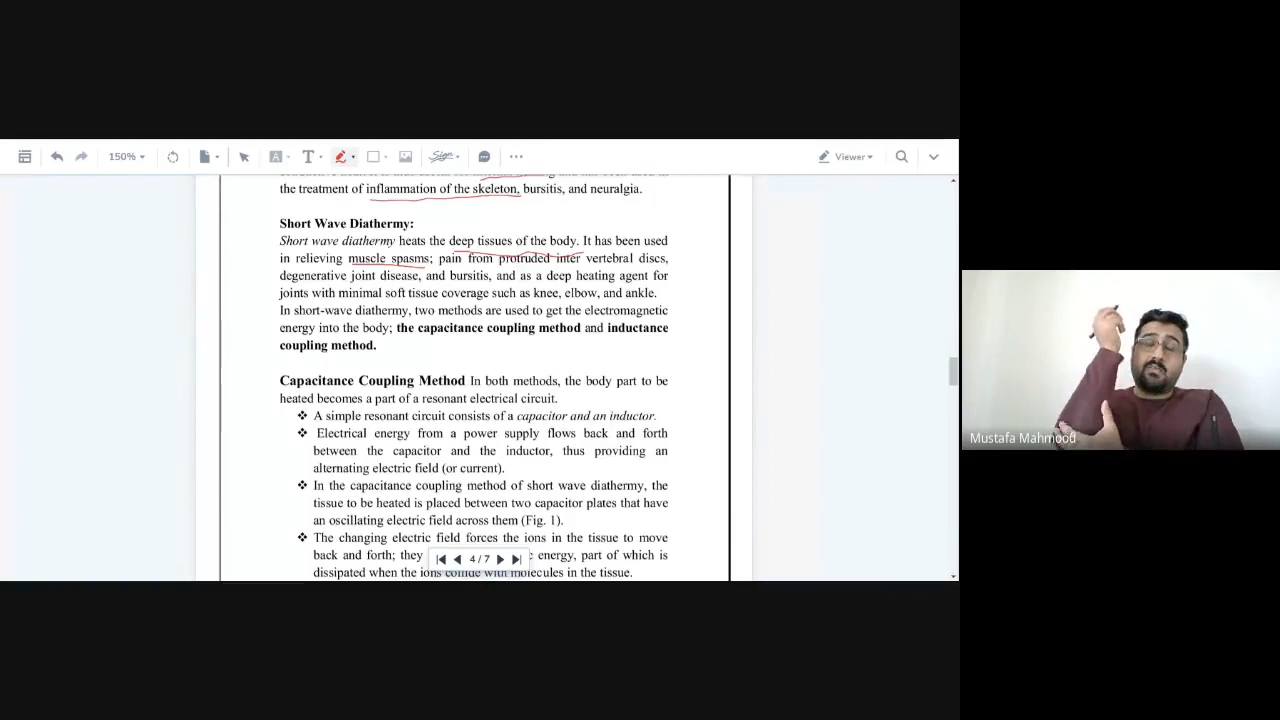 150%
T
Sign
Viewer
the treatment of inflammation of the skeleton, bursitis, and neuralgia.
Short Wave Diathermy:
Short wave diathermy heats the deep tissues of the body. It has been used
in relieving muscle spasms; pain from protruded inter vertebral discs,
degenerative joint disease, and bursitis, and as a deep heating agent for
joints with minimal soft tissue coverage such as knee, elbow, and ankle.
In short-wave diathermy, two methods are used to get the electromagnetic
energy into the body; the capacitance coupling method and inductance
coupling method.
Capacitance Coupling Method In both methods, the body part to be
heated becomes a part of a resonant electrical circuit.
❖ A simple resonant circuit consists of a capacitor and an inductor.
❖ Electrical energy from a power supply flows back and forth
between the capacitor and the inductor, thus providing an
alternating electric field (or current).
❖ In the capacitance coupling method of short wave diathermy, the
tissue to be heated is placed between two capacitor plates that have
an oscillating electric field across them (Fig. 1).
❖ The changing electric field forces the ions in the tissue to move
back and forth; they energy, part of which is
dissipated when the ions collide with molecules in the tissue.
4 / 7
Mustafa Mahmood